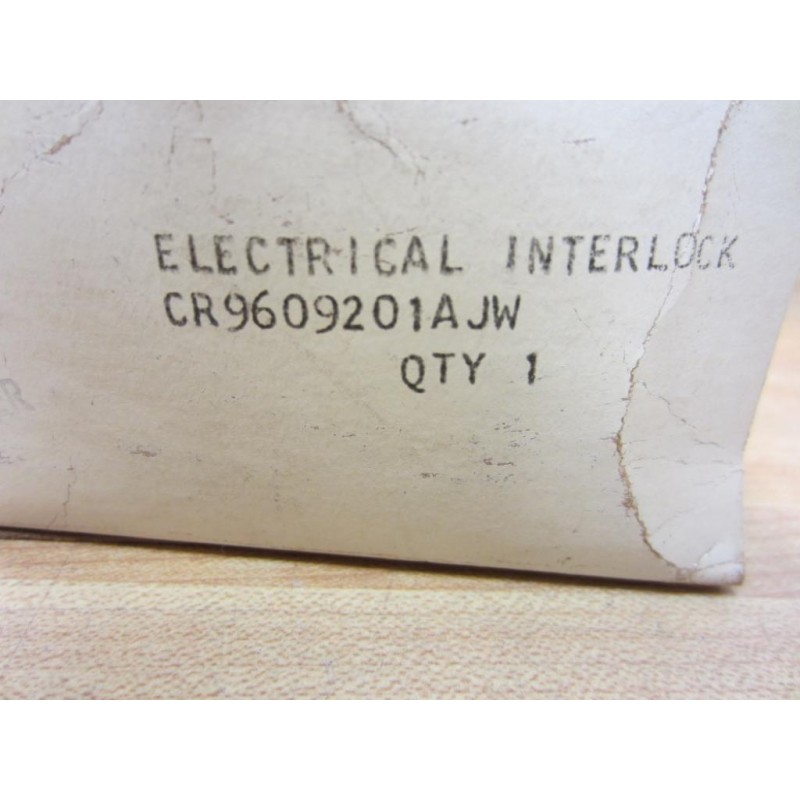 ELECTRICAL INTERLOCK
CR9609201AJW
QTY 1